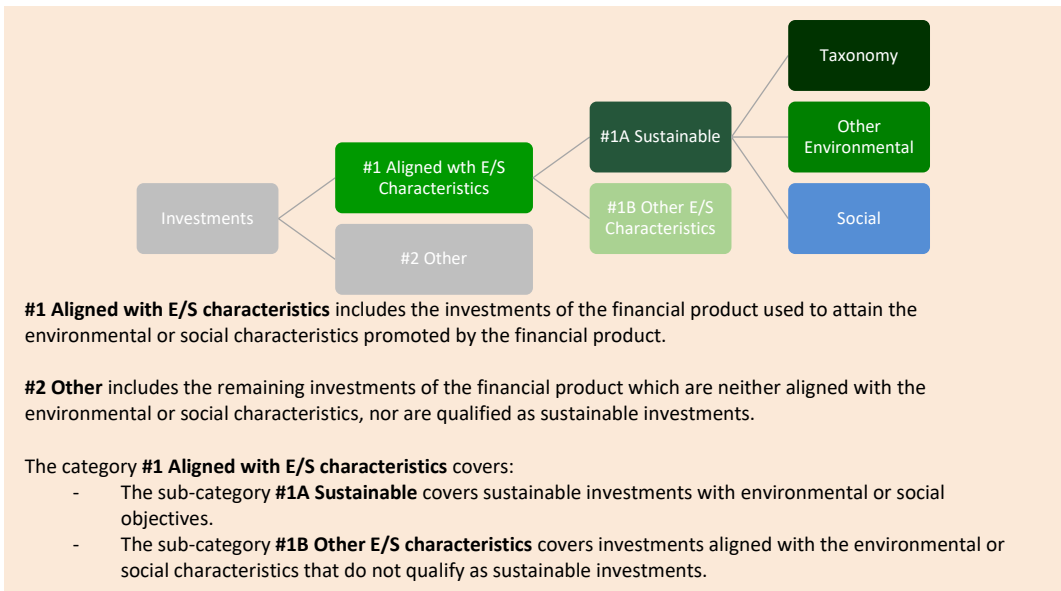 Taxonomy
#1A Sustainable
Other
Environmental
#1 Aligned wth E/S
Characteristics
Investments
#1B Other E/S
Characteristics
Social
#2 Other
#1 Aligned with E/S characteristics includes the investments of the financial product used to attain the
environmental or social characteristics promoted by the financial product.
#2 Other includes the remaining investments of the financial product which are neither aligned with the
environmental or social characteristics, nor are qualified as sustainable investments.
The category #1 Aligned with E/S characteristics covers:
- The sub-category #1A Sustainable covers sustainable investments with environmental or social
objectives.
- The sub-category #1B Other E/S characteristics covers investments aligned with the environmental or
social characteristics that do not qualify as sustainable investments.